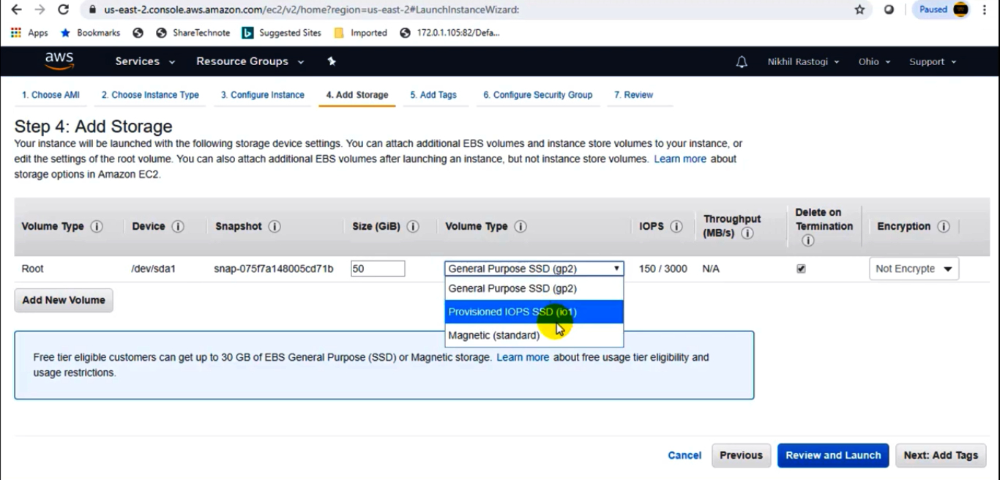 us-east-2.console.aws.amazon.com/ec2/v2/home?region=us-east-2#LaunchInstanceWizard:
Paused
Apps Bookmarks ShareTechnote Suggested Sites Imported 172.0.1.105:82/Defa...
aws Services Resource Groups Nikhil Rastogi Ohio Support
1. Choose AMI 2. Choose Instance Type 3. Configure Instance 4. Add Storage 5. Add Tags 6. Configure Security Group 7. Review
Step 4: Add Storage
Your instance will be launched with the following storage device settings. You can attach additional EBS volumes and instance store volumes to your instance, or
edit the settings of the root volume. You can also attach additional EBS volumes after launching an instance, but not instance store volumes. Learn more about
storage options in Amazon EC2.
Volume Type Device Snapshot Size (GiB) Volume Type IOPS Throughput (MB/s) Delete on Termination Encryption
Root /dev/sda1 snap-075f7a148005cd71b 50 General Purpose SSD (gp2) 150 / 3000 N/A Not Encrypte
General Purpose SSD (gp2)
Add New Volume
Provisioned IOPS SSD (io1)
Magnetic (standard)
Free tier eligible customers can get up to 30 GB of EBS General Purpose (SSD) or Magnetic storage. Learn more about free usage tier eligibility and
usage restrictions.
Cancel Previous Review and Launch Next: Add Tags